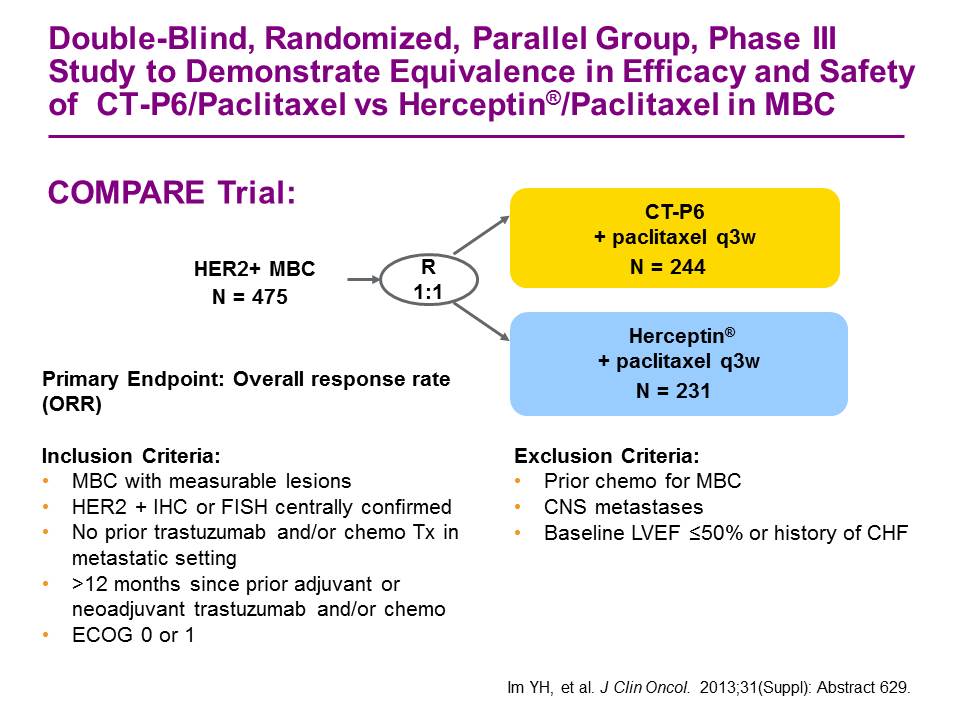 Double-Blind, Randomized, Parallel Group, Phase III
Study to Demonstrate Equivalence in Efficacy and Safety
of CT-P6/Paclitaxel vs Herceptin®/Paclitaxel in MBC
COMPARE Trial:
HER2+ MBC
N = 475
R
1:1
CT-P6
+ paclitaxel q3w
N = 244
Herceptin®
+ paclitaxel q3w
N = 231
Primary Endpoint: Overall response rate
(ORR)
Inclusion Criteria:
• MBC with measurable lesions
• HER2 + IHC or FISH centrally confirmed
• No prior trastuzumab and/or chemo Tx in
metastatic setting
• >12 months since prior adjuvant or
neoadjuvant trastuzumab and/or chemo
• ECOG 0 or 1
Exclusion Criteria:
• Prior chemo for MBC
• CNS metastases
• Baseline LVEF ≤50% or history of CHF
Im YH, et al. J Clin Oncol. 2013;31(Suppl): Abstract 629.